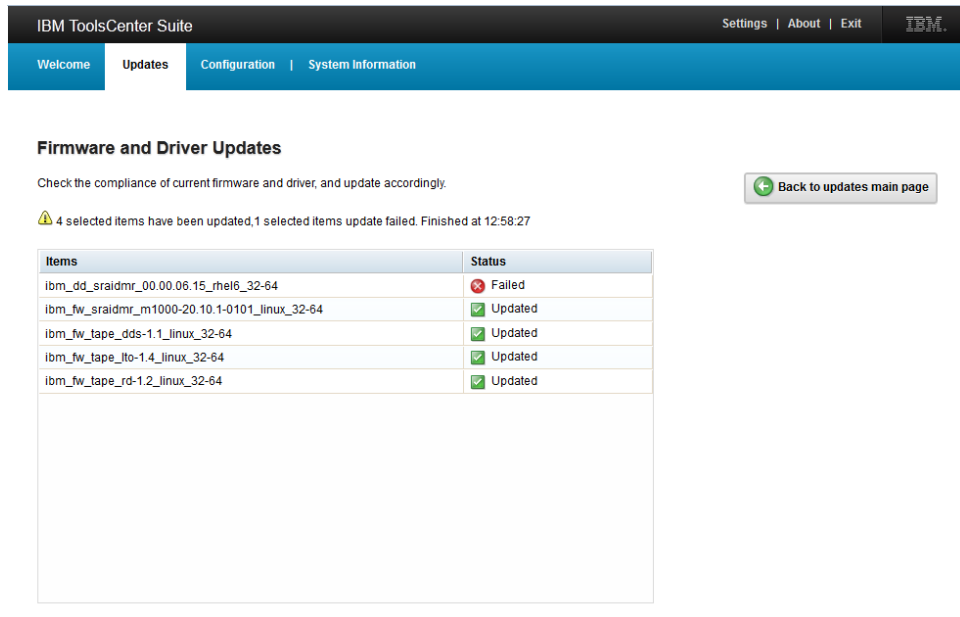 IBM ToolsCenter Suite
Settings | About | Exit
IBM.
Welcome
Updates
Configuration | System Information
Firmware and Driver Updates
Check the compliance of current firmware and driver, and update accordingly.
Back to updates main page
4 selected items have been updated,1 selected items update failed. Finished at 12:58:27
Items Status
ibm_dd_sraidmr_00.00.06.15_rhel6_32-64 Failed
ibm_fw_sraidmr_m1000-20.10.1-0101_linux_32-64 Updated
ibm_fw_tape_dds-1.1_linux_32-64 Updated
ibm_fw_tape_lto-1.4_linux_32-64 Updated
ibm_fw_tape_rd-1.2_linux_32-64 Updated